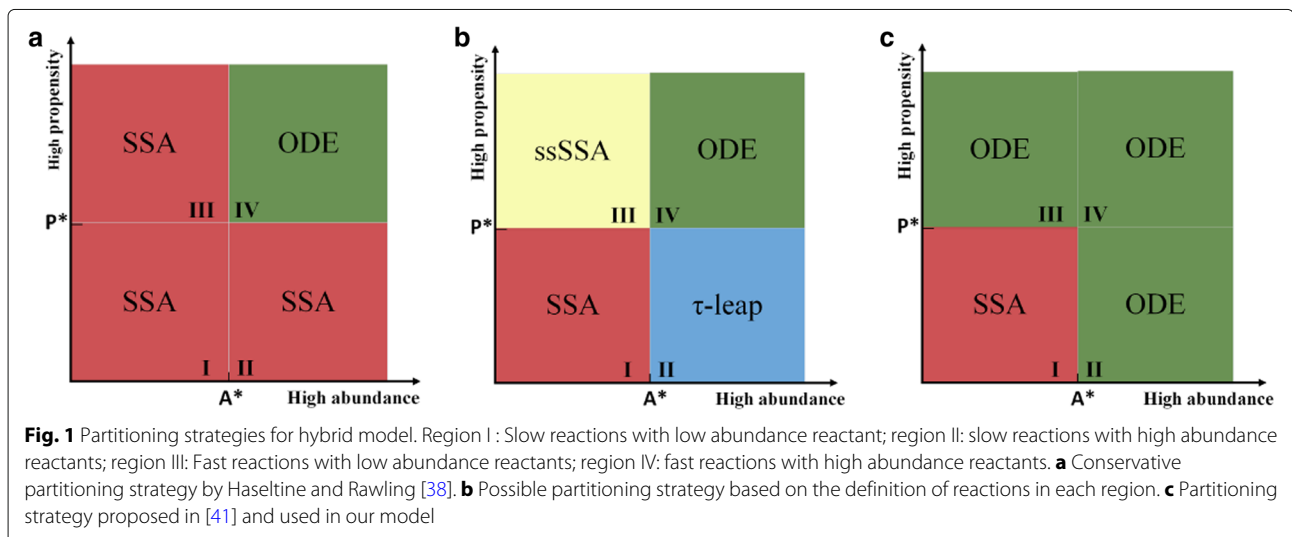 a
High propensity
SSA
ODE
III
IV
P*
SSA
SSA
I
II
A*
High abundance
b
High propensity
ssSSA
ODE
III
IV
P*
SSA
τ-leap
I
II
A*
High abundance
c
High propensity
ODE
ODE
III
IV
P*
SSA
ODE
I
II
A*
High abundance
Fig. 1 Partitioning strategies for hybrid model. Region I : Slow reactions with low abundance reactant; region II: slow reactions with high abundance
reactants; region III: Fast reactions with low abundance reactants; region IV: fast reactions with high abundance reactants. a Conservative
partitioning strategy by Haseltine and Rawling [38]. b Possible partitioning strategy based on the definition of reactions in each region. c Partitioning
strategy proposed in [41] and used in our model